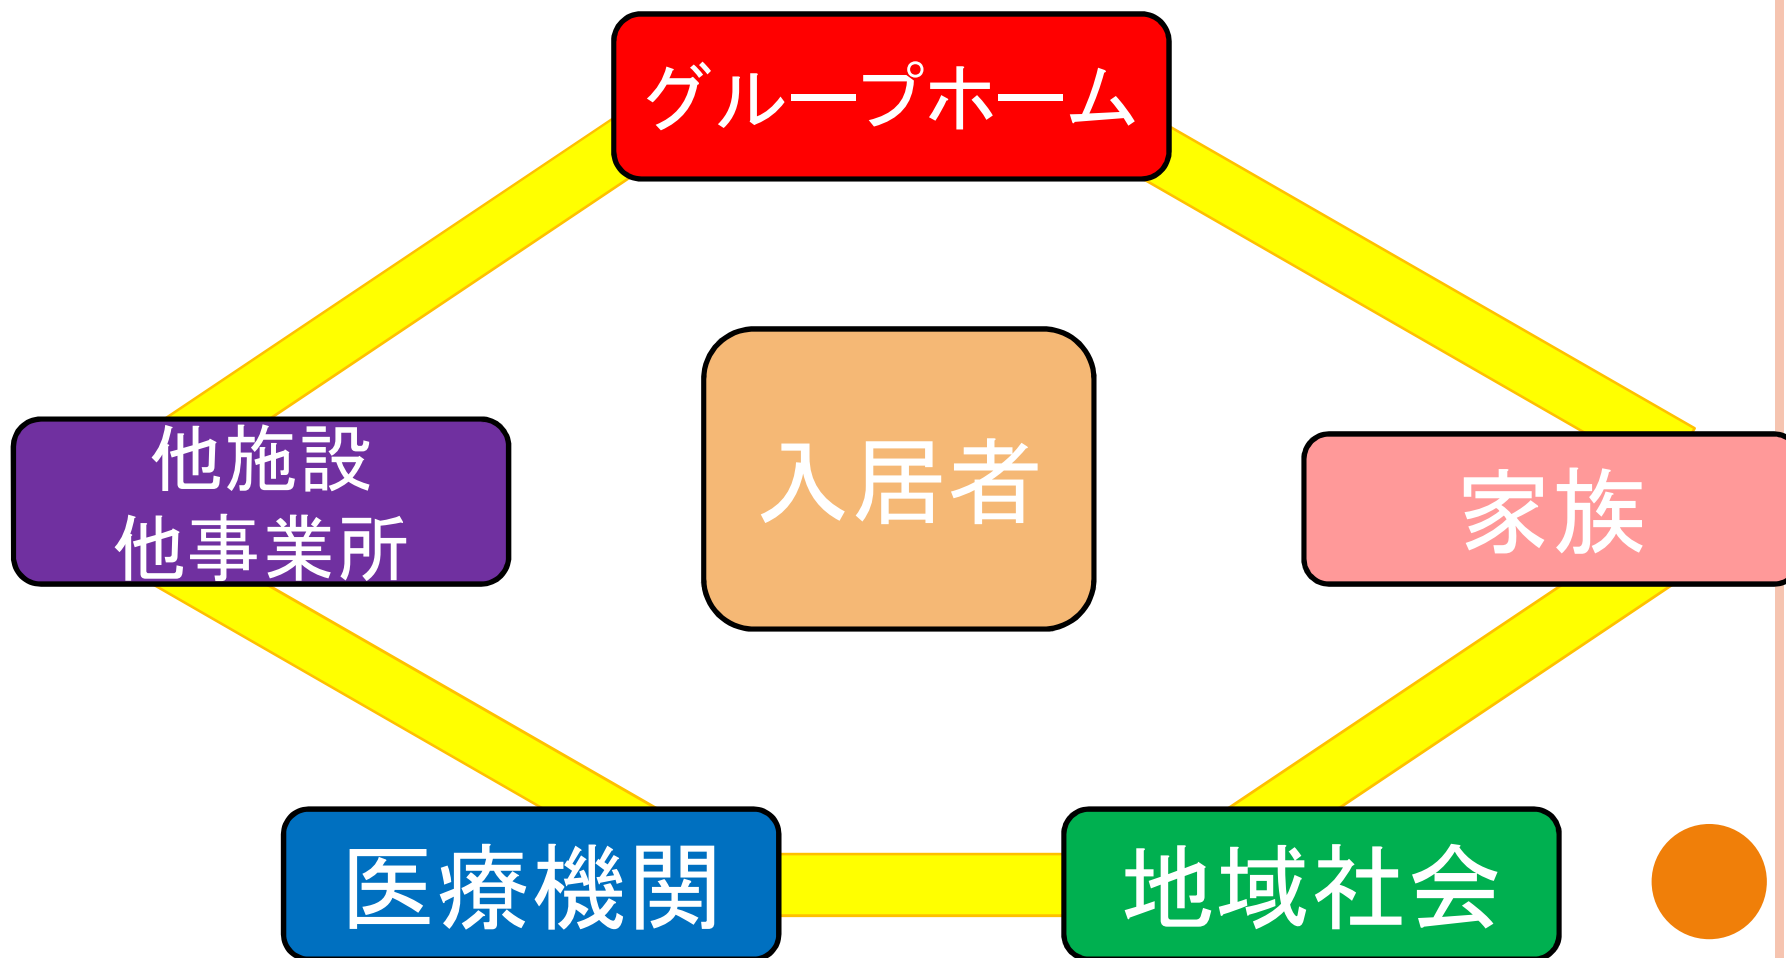 グループホーム
他施設
他事業所
入居者
家族
医療機関
地域社会